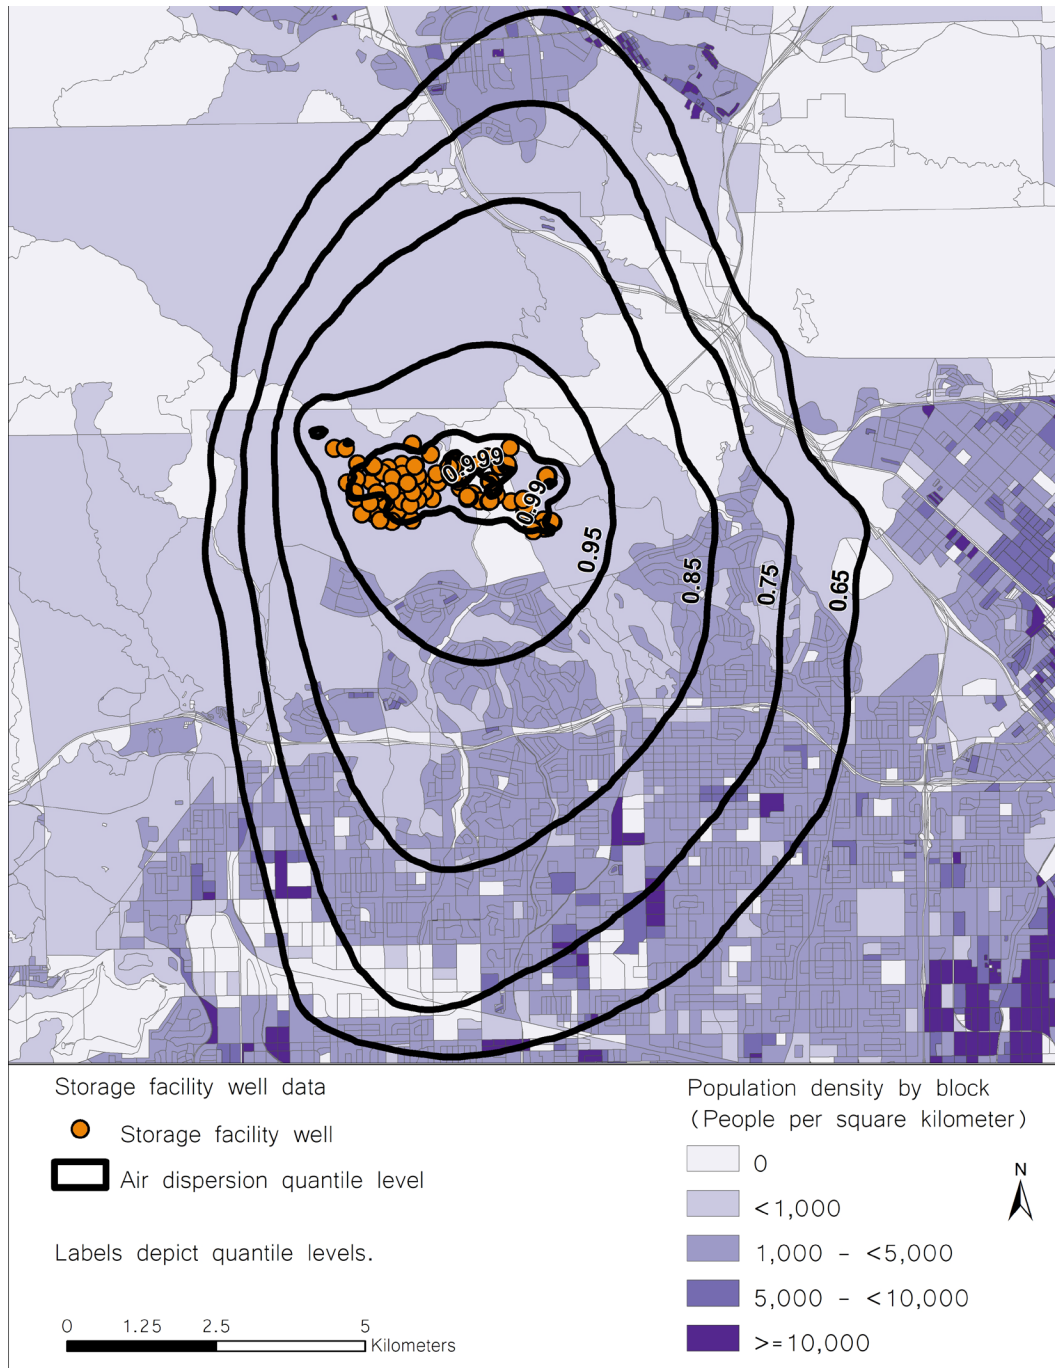 0.999
0.99
0.95
0.85
0.75
0.65
Storage facility well data
Storage facility well
Air dispersion quantile level
Labels depict quantile levels.
0 1.25 2.5 5
Kilometers
Population density by block
(People per square kilometer)
0
<1,000
1,000 - <5,000
5,000 - <10,000
>=10,000
N